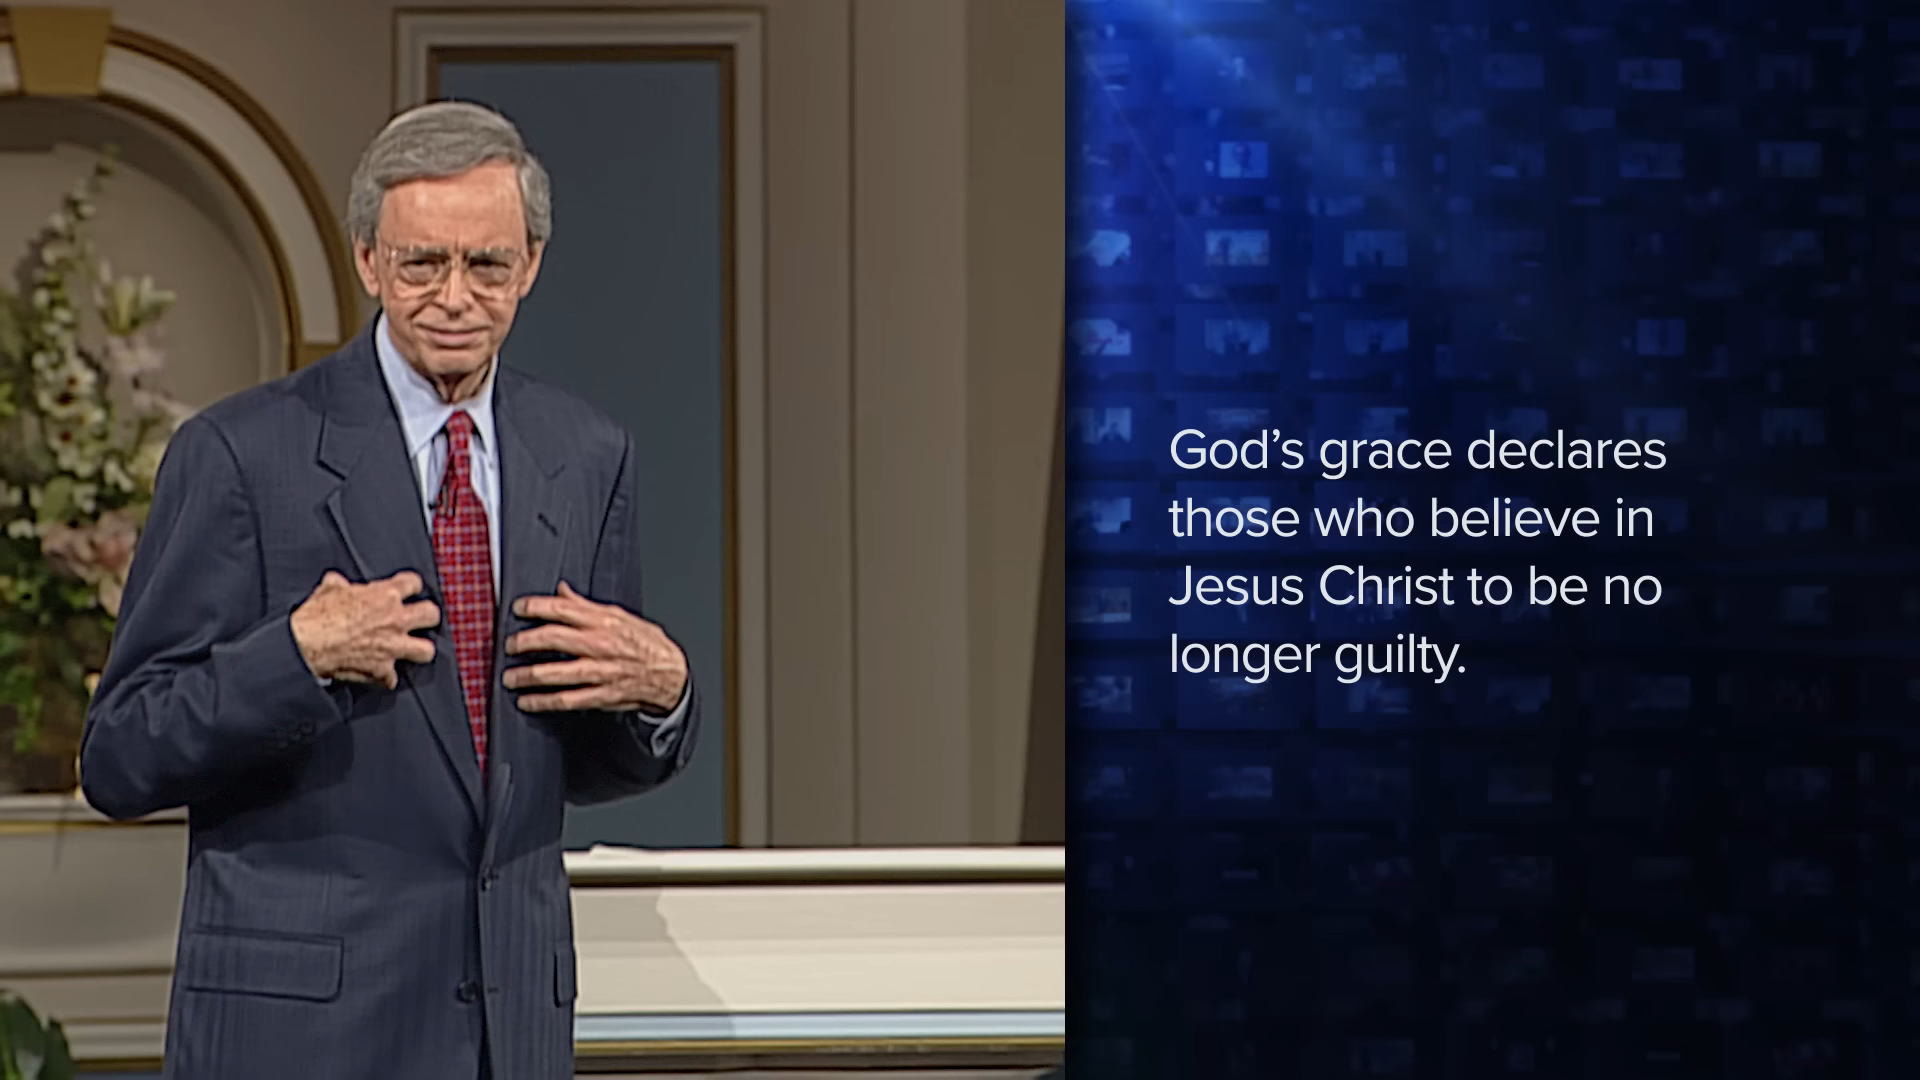 God’s grace declares
those who believe in
Jesus Christ to be no
longer guilty.